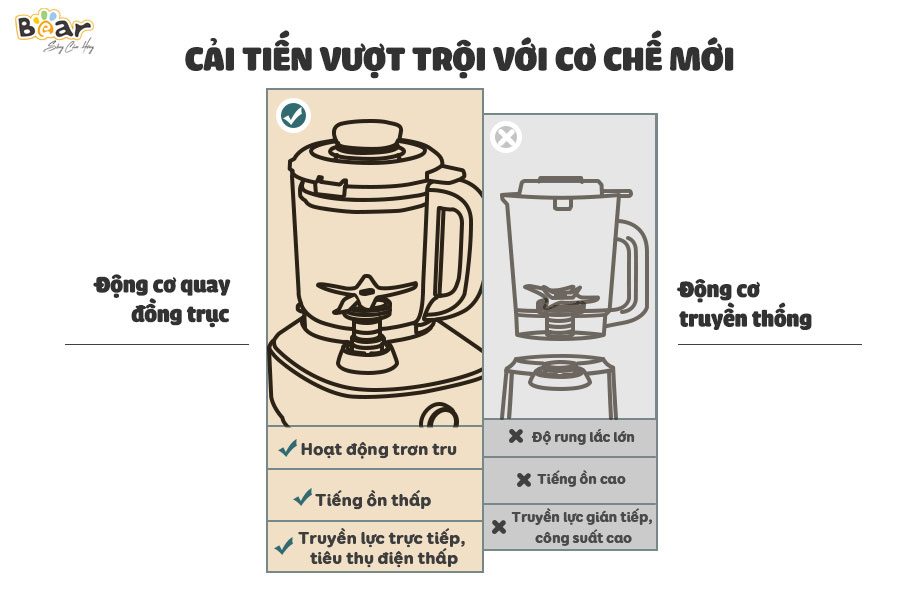 Bear
Sống Cân Hứng
CẢI TIẾN VƯỢT TRỘI VỚI CƠ CHẾ MỚI
Động cơ quay
đồng trục
Động cơ
truyền thống
Hoạt động trơn tru
Tiếng ồn thấp
Truyền lực trực tiếp,
tiêu thụ điện thấp
Độ rung lắc lớn
Tiếng ồn cao
Truyền lực gián tiếp,
công suất cao